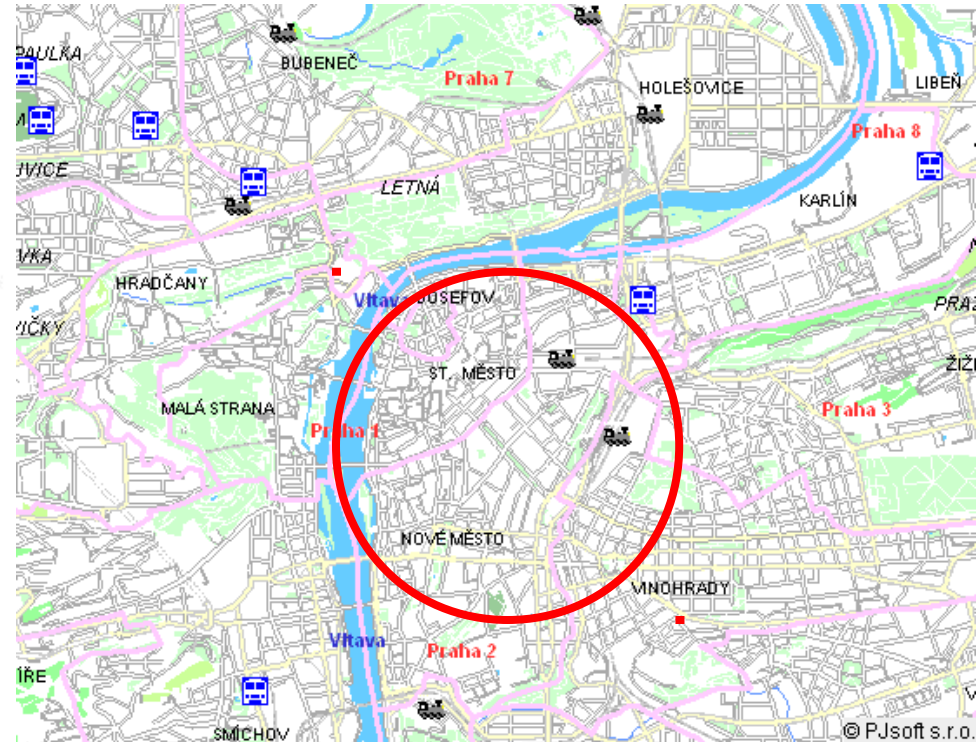 PAULKA
BUBENEČ
Praha 7
HOLEŠOVICE
LIBEŇ
Praha 8
LETNÁ
KARLÍN
HRADČANY
Vltava
JOSEFOV
ST. MĚSTO
MALÁ STRANA
Praha 1
Praha 3
NOVÉ MĚSTO
VINOHRADY
Vltava
Praha 2
SMÍCHOV
© PJsoft s.r.o.